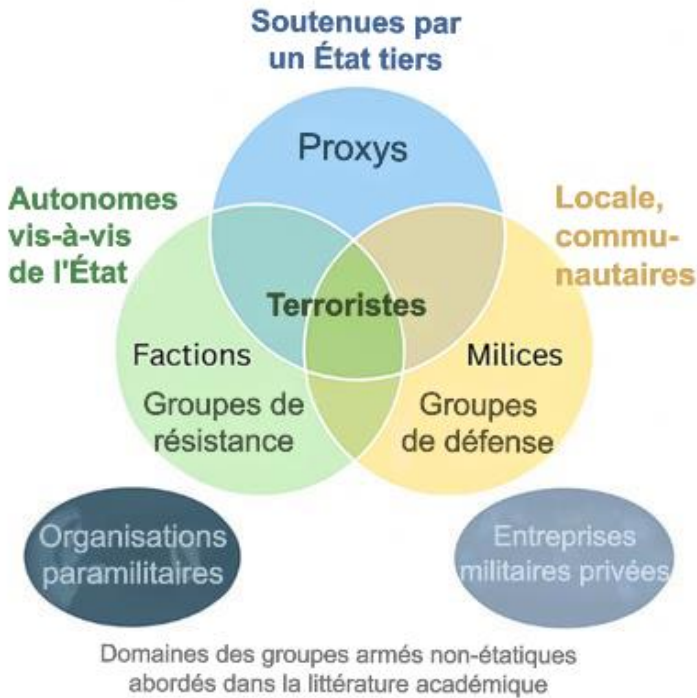 Soutenues par
un État tiers
Proxys
Autonomes
vis-à-vis
de l'État
Locale,
commu-
nautaires
Terroristes
Factions
Milices
Groupes de
résistance
Groupes
de défense
Organisations
paramilitaires
Entreprises
militaires privées
Domaines des groupes armés non-étatiques
abordés dans la littérature académique